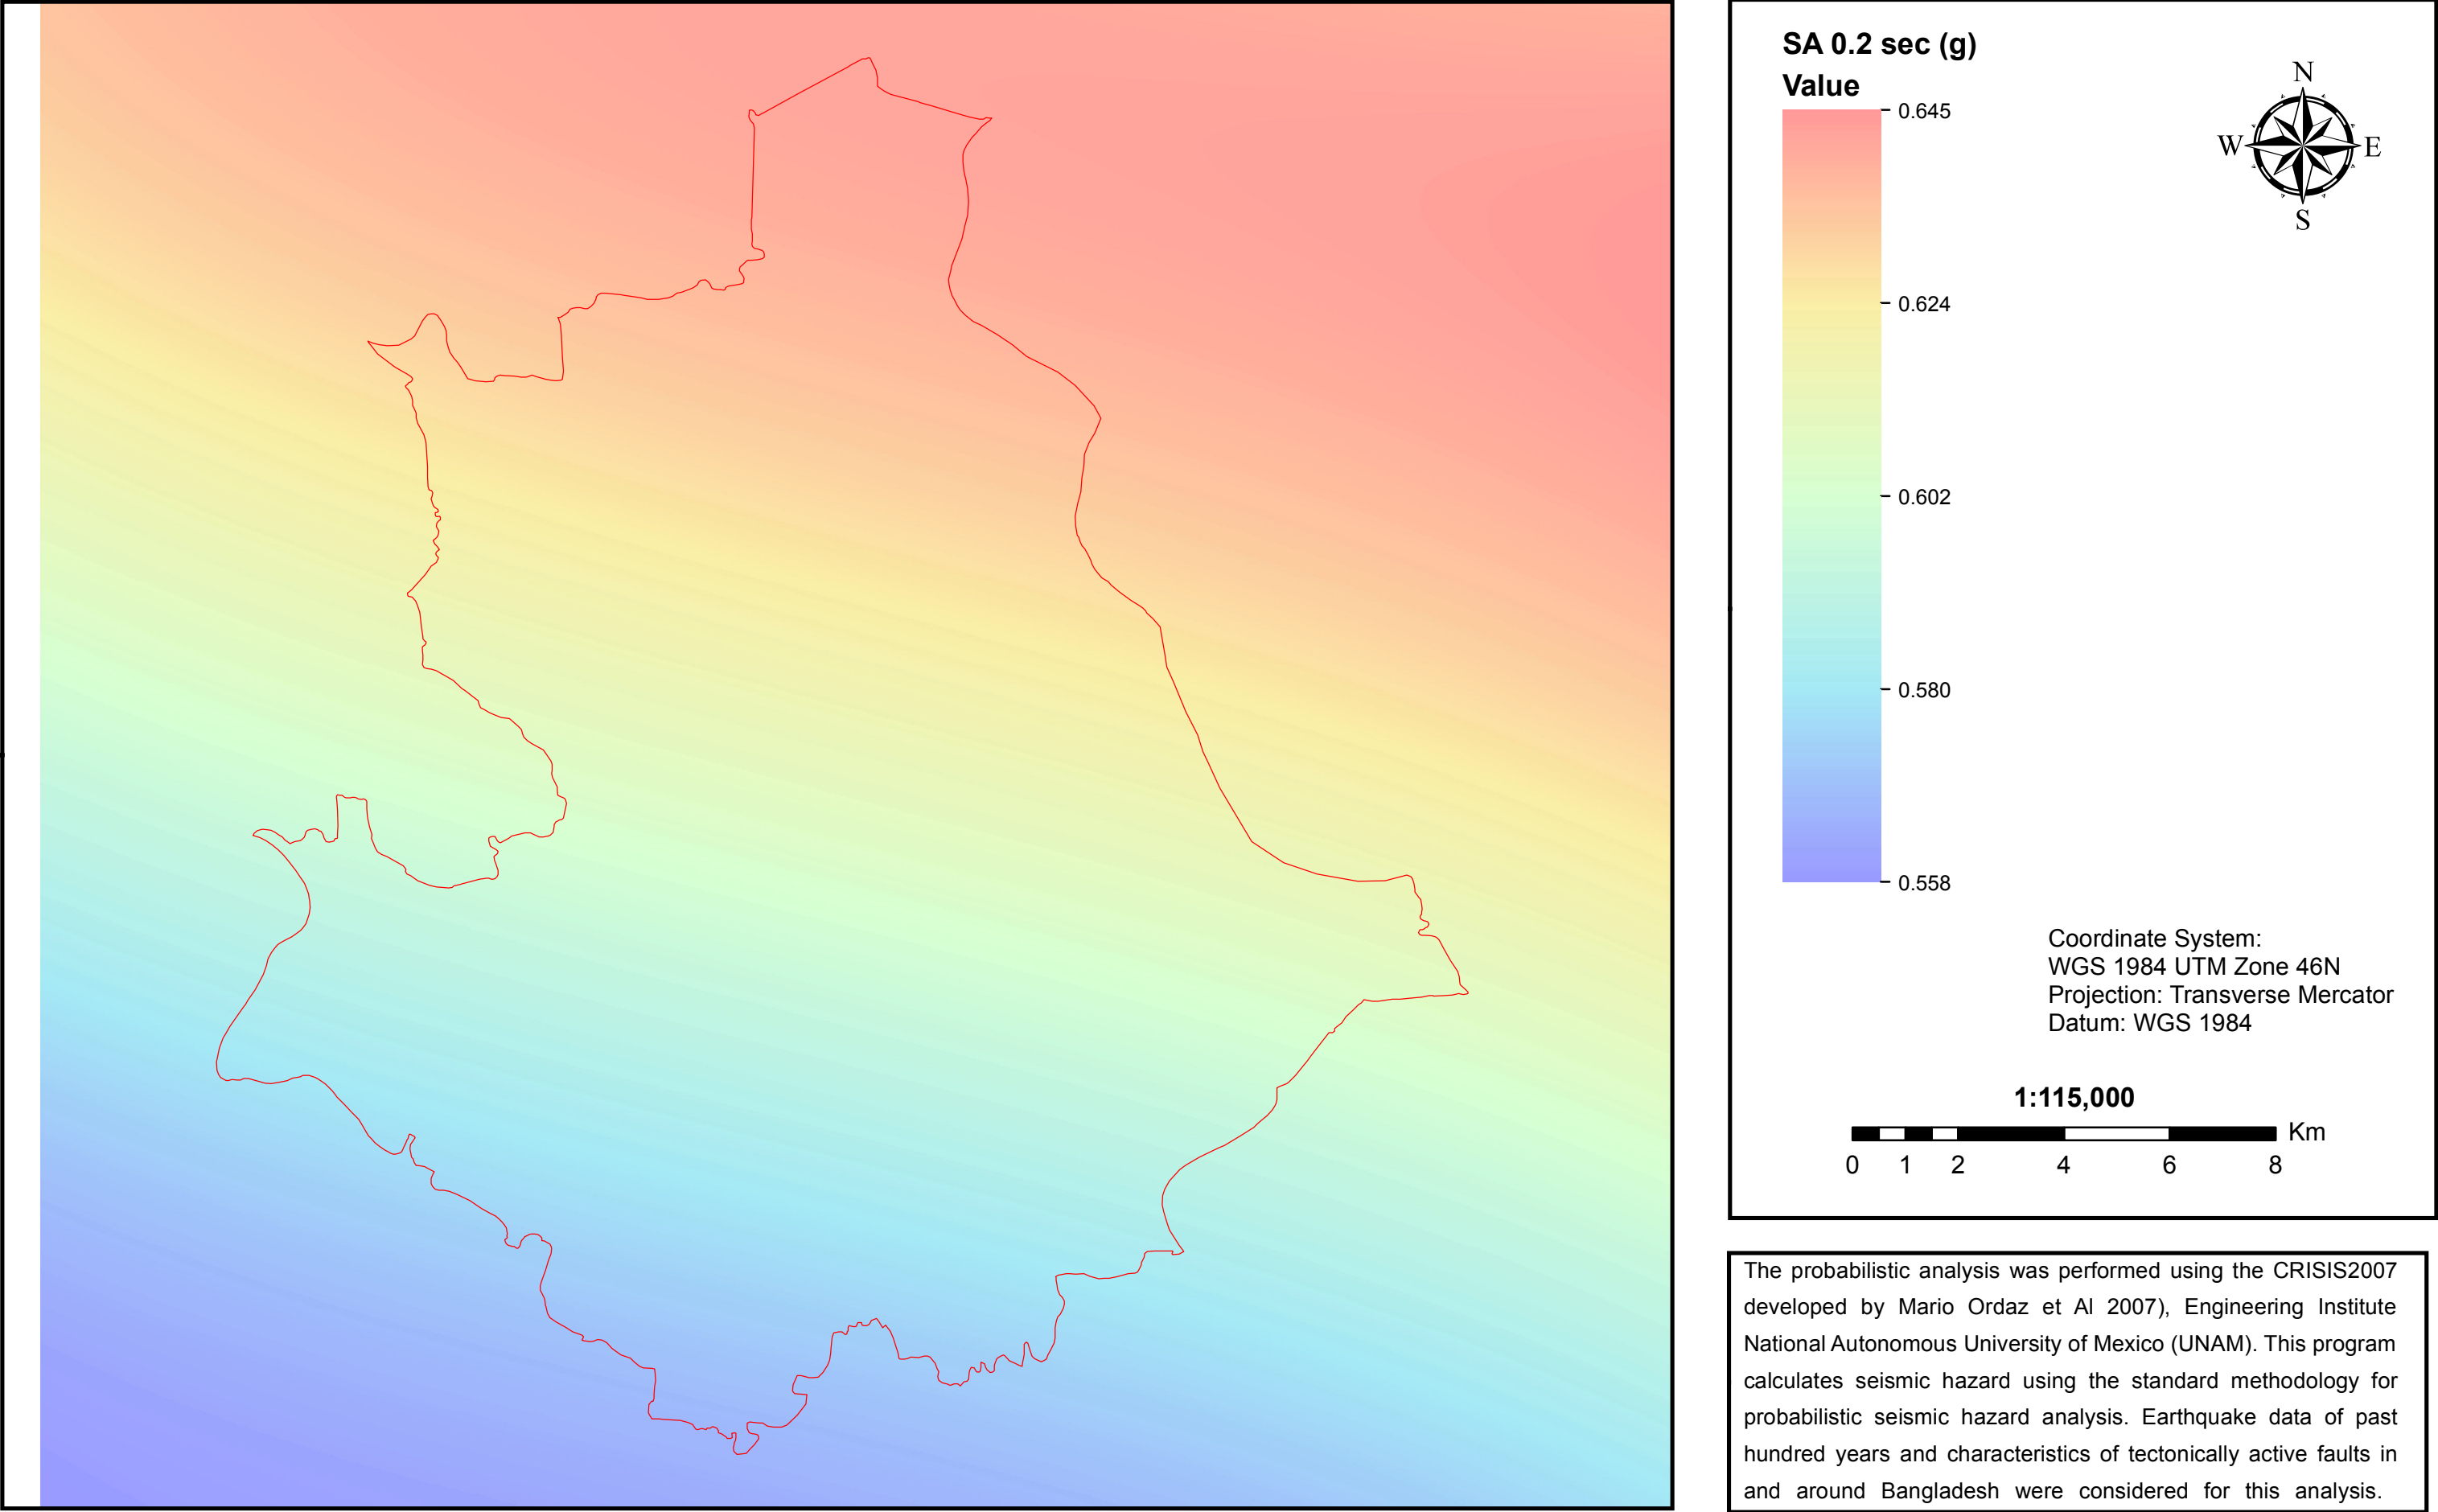 SA 0.2 sec (g)
Value
0.645
0.624
0.602
0.580
0.558
N
W
E
S
Coordinate System:
WGS 1984 UTM Zone 46N
Projection: Transverse Mercator
Datum: WGS 1984
1:115,000
Km
0 1 2 4 6 8
The probabilistic analysis was performed using the CRISIS2007
developed by Mario Ordaz et Al 2007), Engineering Institute
National Autonomous University of Mexico (UNAM). This program
calculates seismic hazard using the standard methodology for
probabilistic seismic hazard analysis. Earthquake data of past
hundred years and characteristics of tectonically active faults in
and around Bangladesh were considered for this analysis.